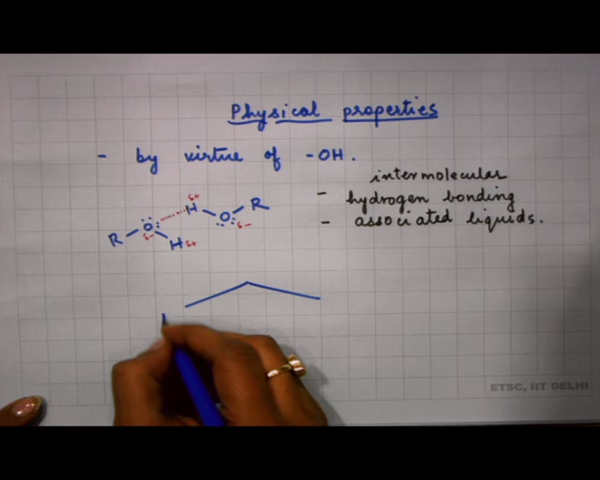 Physical properties
- by virtue of -OH.
intermolecular
- hydrogen bonding
- associated liquids.
δ+
H O R
δ-
R O H δ+
δ-
ETSC, IIT DELHI